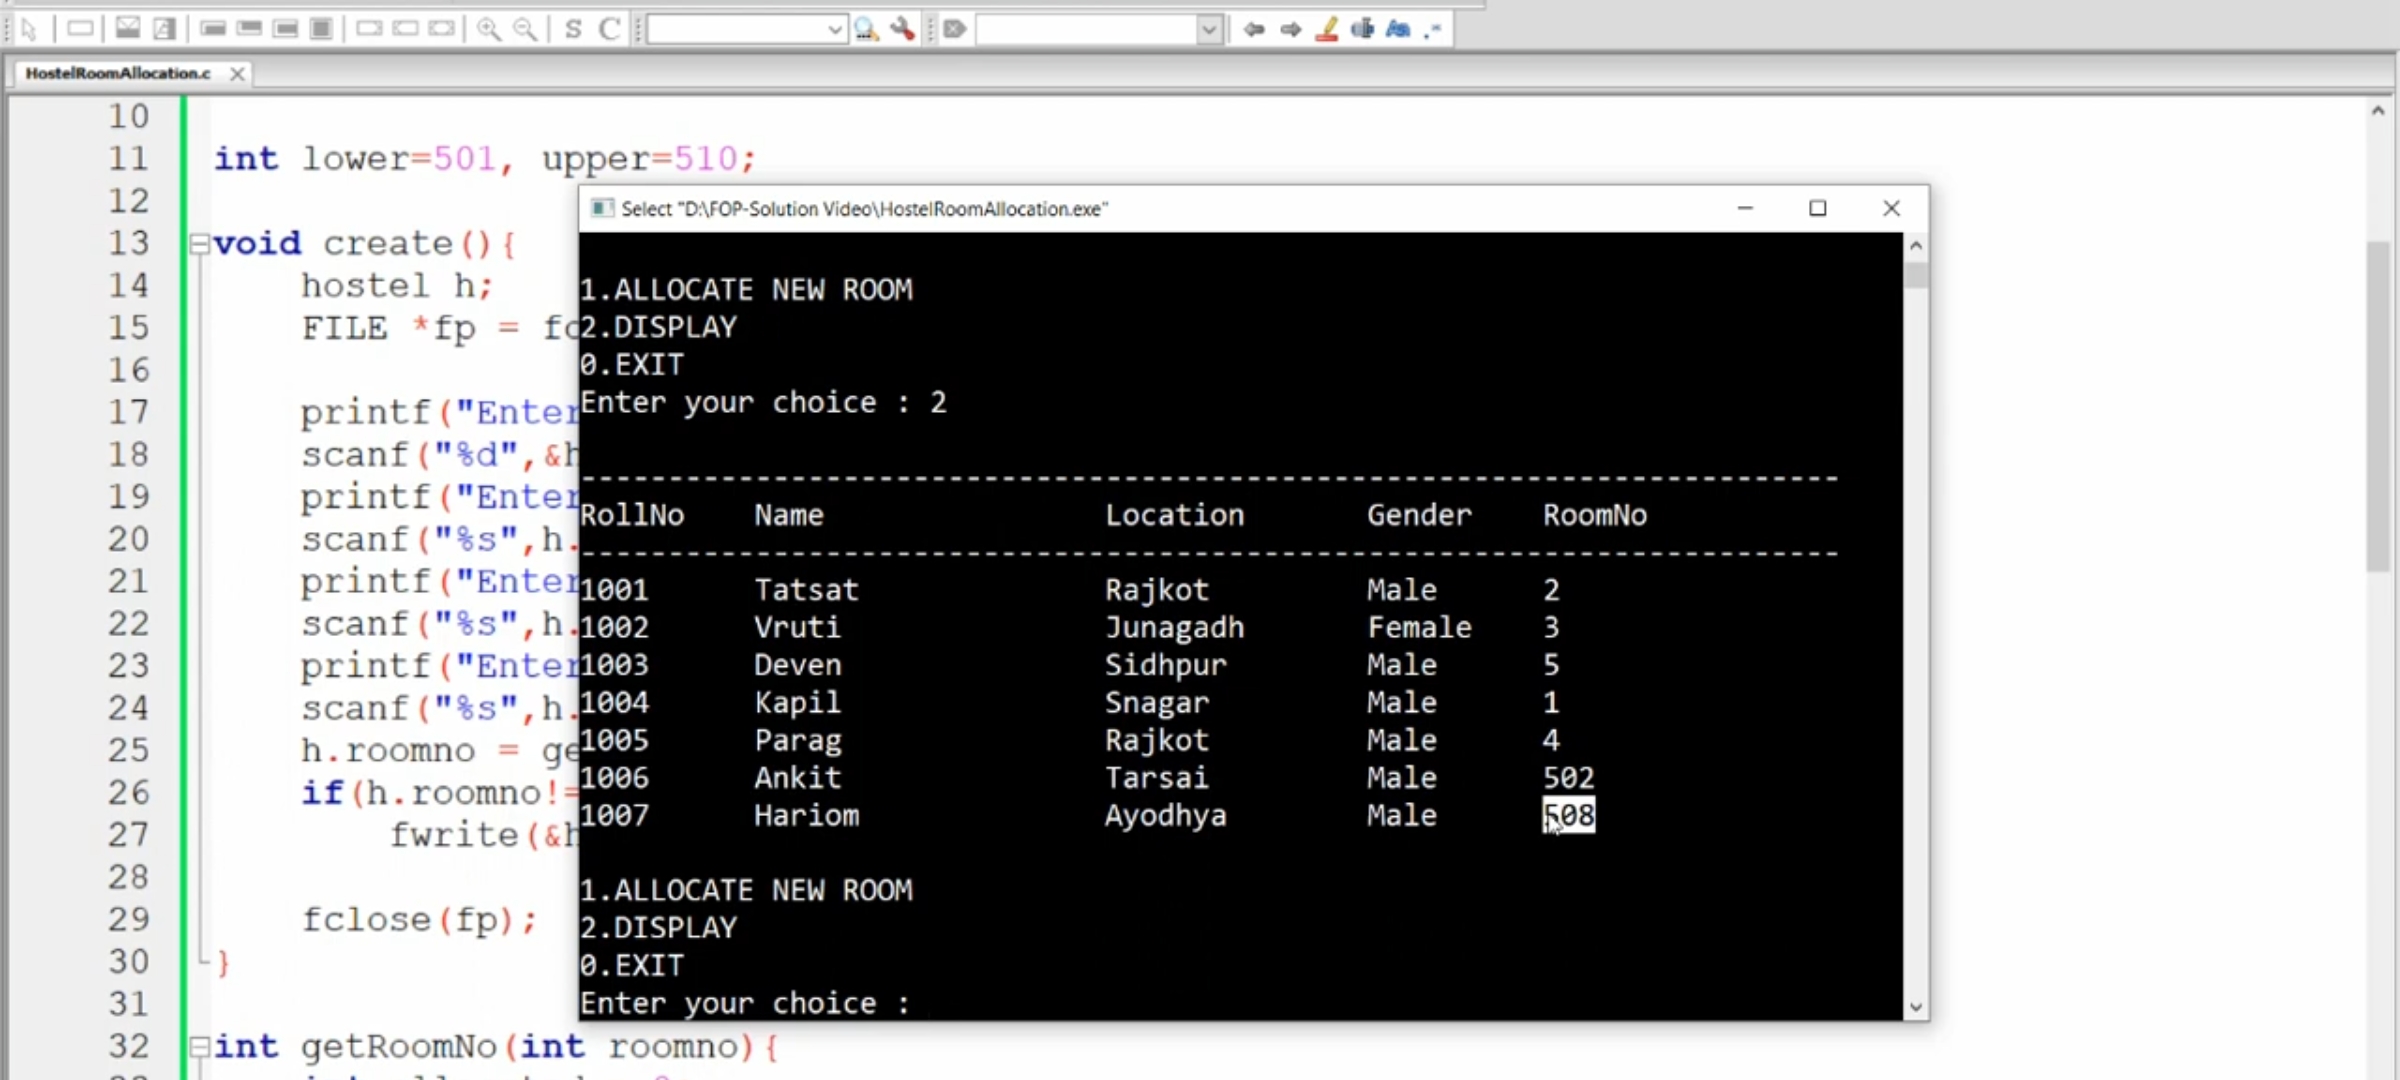 S C
HostelRoomAllocation.c
10
11 int lower=501, upper=510;
12
13 void create(){
14 hostel h;
15 FILE *fp = fo
16
17 printf("Enter
18 scanf("%d",&h
19 printf("Enter
20 scanf("%s",h.
21 printf("Enter
22 scanf("%s",h.
23 printf("Enter
24 scanf("%s",h.
25 h.roomno = ge
26 if(h.roomno!=
27 fwrite(&h
28
29 fclose(fp);
30 }
31
32 int getRoomNo(int roomno){
Select "D:\FOP-Solution Video\HostelRoomAllocation.exe"
1.ALLOCATE NEW ROOM
2.DISPLAY
0.EXIT
Enter your choice : 2
--------------------------------------------------------------------------------
RollNo Name Location Gender RoomNo
--------------------------------------------------------------------------------
1001 Tatsat Rajkot Male 2
1002 Vruti Junagadh Female 3
1003 Deven Sidhpur Male 5
1004 Kapil Snagar Male 1
1005 Parag Rajkot Male 4
1006 Ankit Tarsai Male 502
1007 Hariom Ayodhya Male 508
1.ALLOCATE NEW ROOM
2.DISPLAY
0.EXIT
Enter your choice :